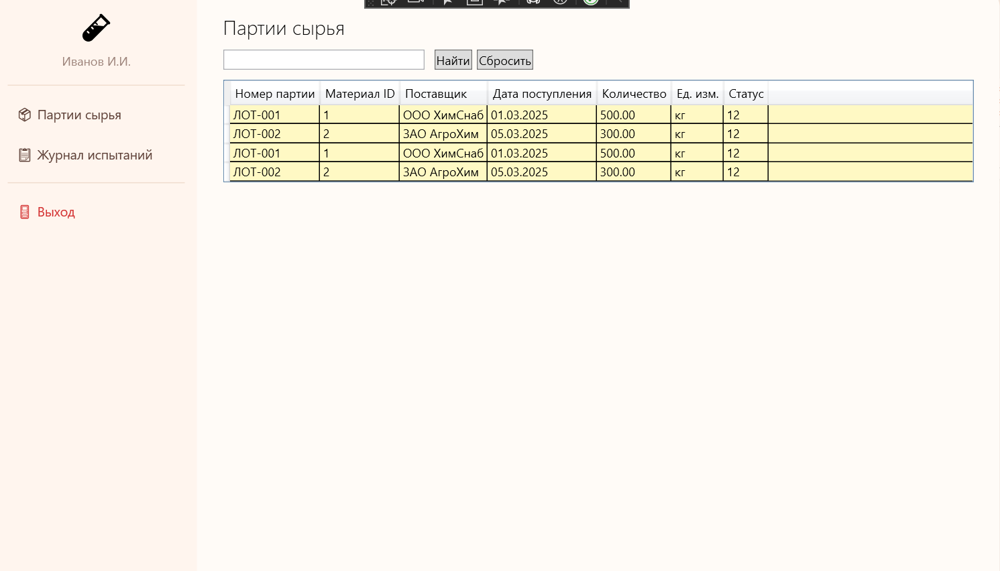 Партии сырья
Иванов И.И.
Найти Сбросить
Номер партии Материал ID Поставщик Дата поступления Количество Ед. изм. Статус
ЛОТ-001 1 ООО ХимСнаб 01.03.2025 500.00 кг 12
ЛОТ-002 2 ЗАО АгроХим 05.03.2025 300.00 кг 12
ЛОТ-001 1 ООО ХимСнаб 01.03.2025 500.00 кг 12
ЛОТ-002 2 ЗАО АгроХим 05.03.2025 300.00 кг 12
Партии сырья
Журнал испытаний
Выход